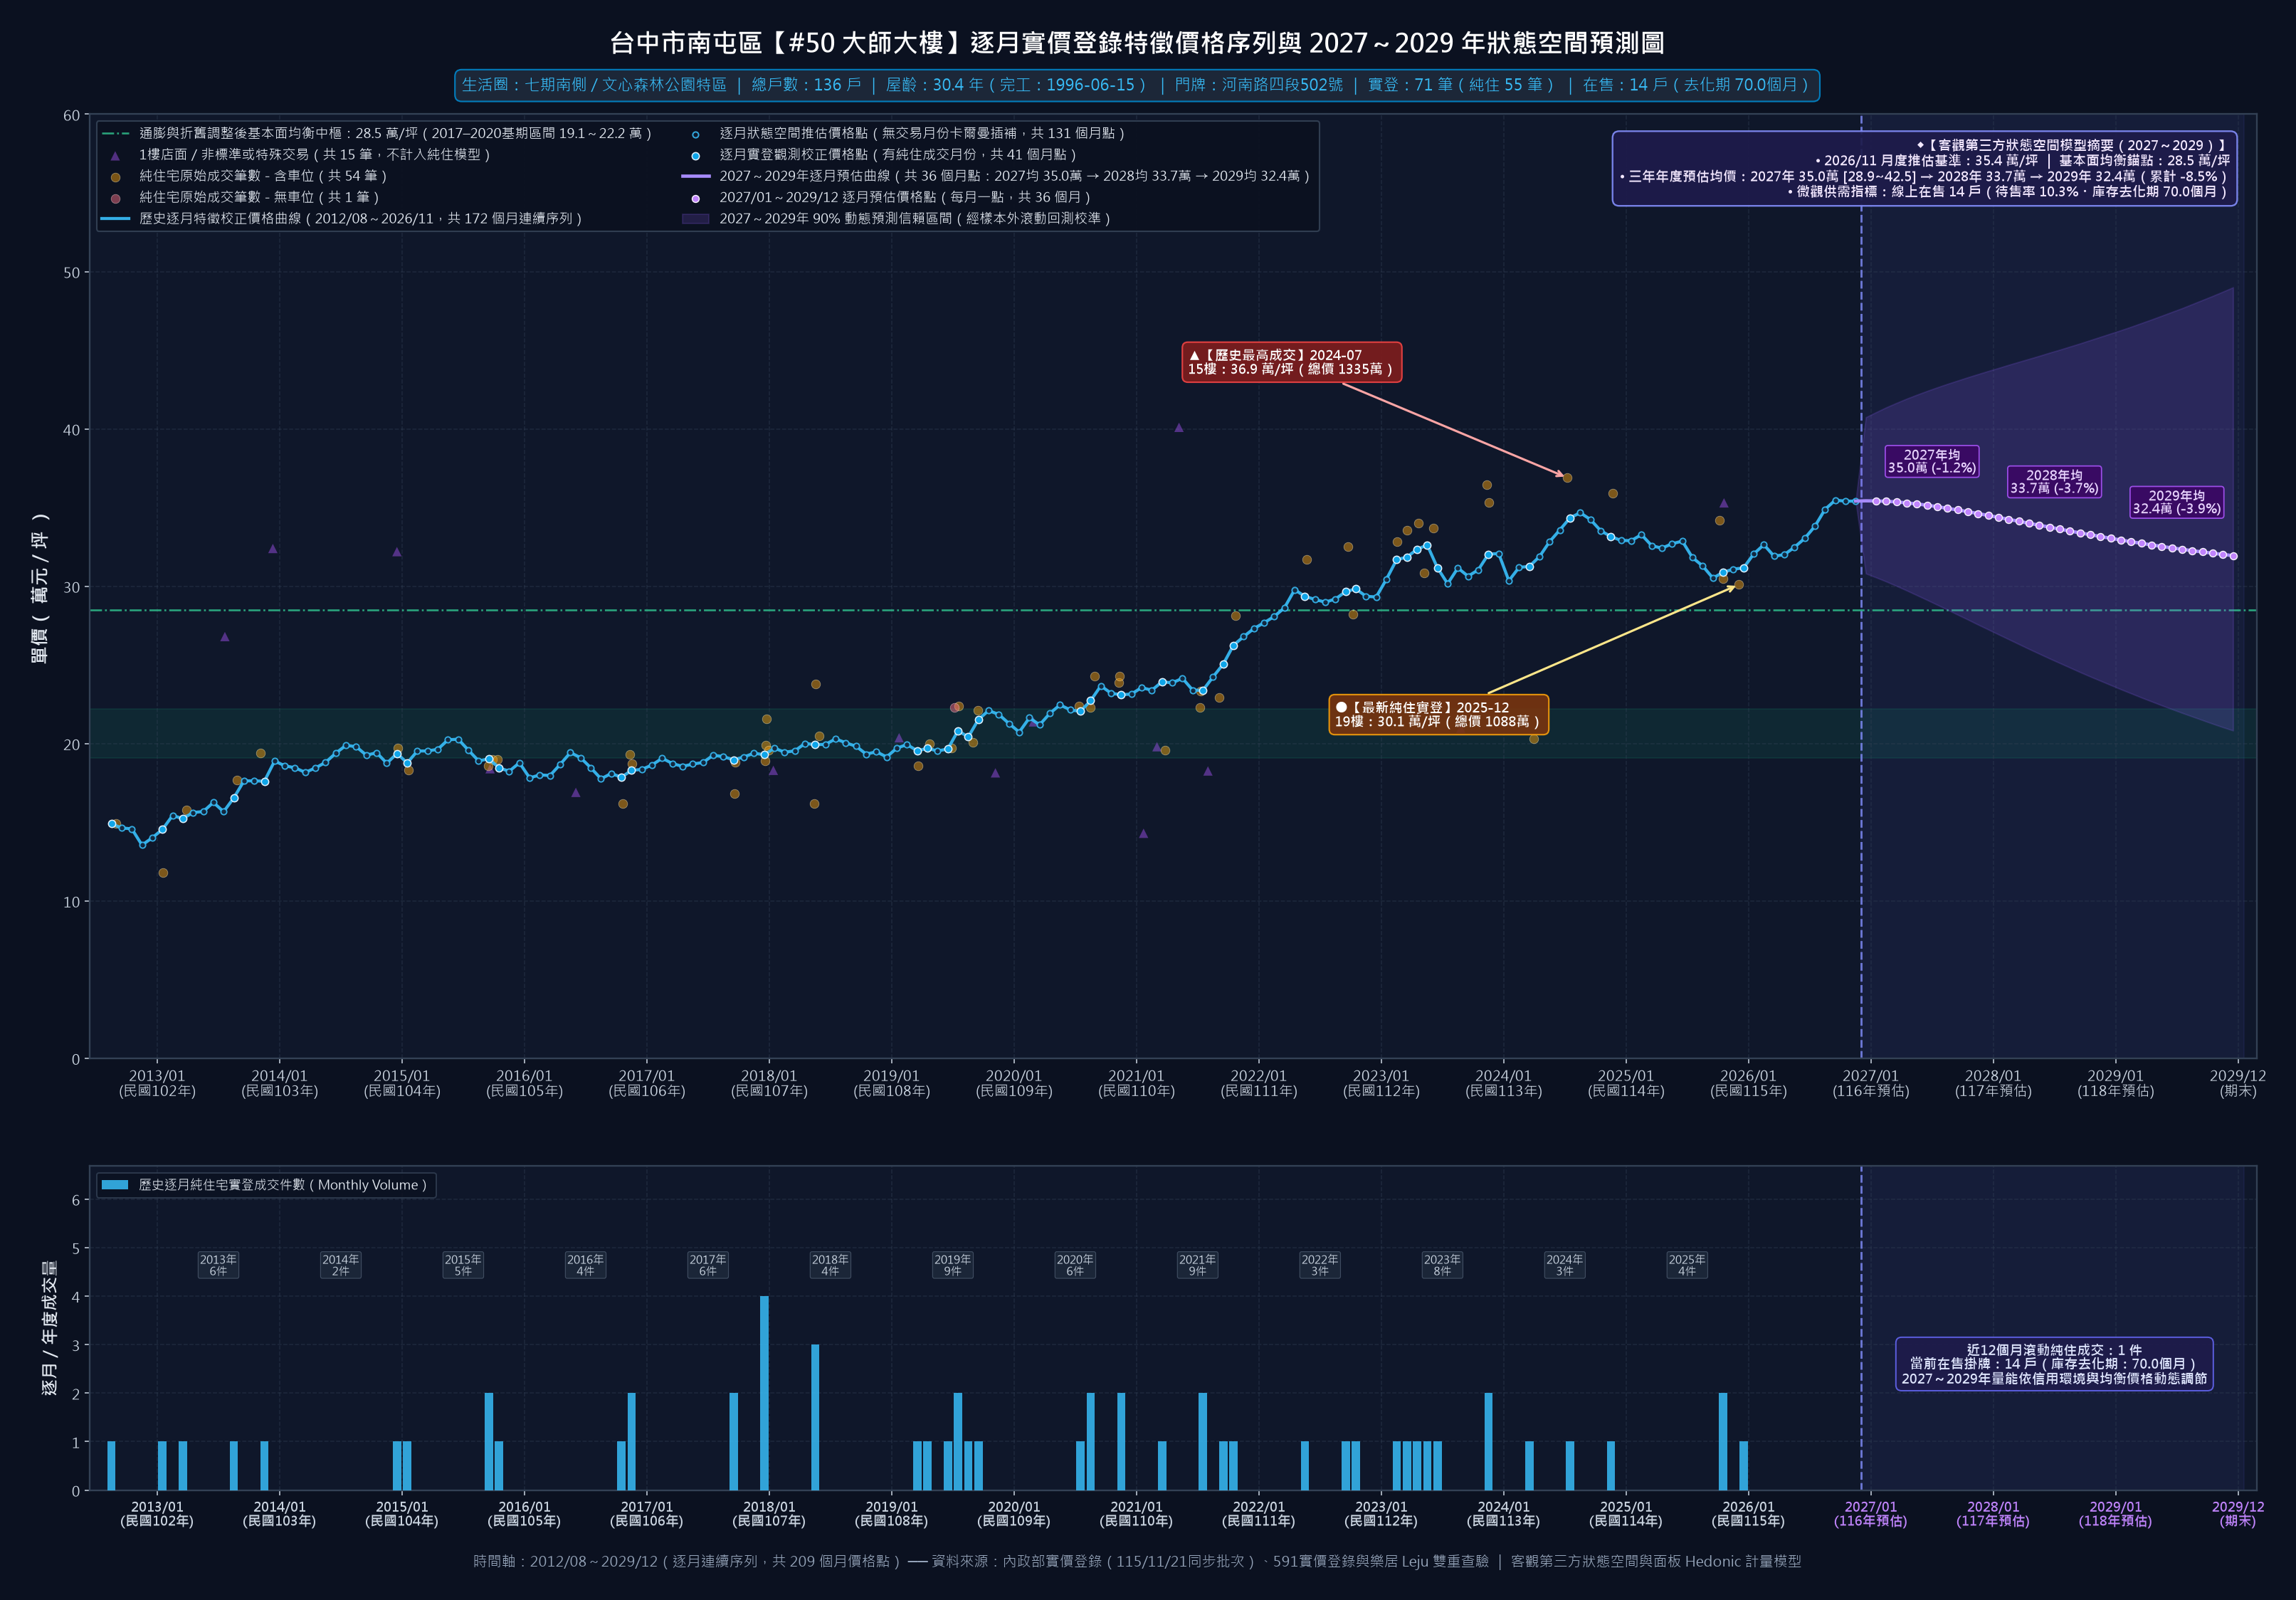 台中市南屯區【#50 大師大樓】逐月實價登錄特徵價格序列與 2027～2029 年狀態空間預測圖
生活圈：七期南側 / 文心森林公園特區 ｜ 總戶數：136 戶 ｜ 屋齡：30.4 年（完工：1996-06-15） ｜ 門牌：河南路四段502號 ｜ 實登：71 筆（純住 55 筆） ｜ 在售：14 戶（去化期 70.0個月）
通膨與折舊調整後基本面均衡中樞：28.5 萬/坪（2017–2020基期區間 19.1～22.2 萬）
1樓店面 / 非標準或特殊交易（共 15 筆，不計入純住模型）
純住宅原始成交筆數 - 含車位（共 54 筆）
純住宅原始成交筆數 - 無車位（共 1 筆）
歷史逐月特徵校正價格曲線（2012/08～2026/11，共 172 個月連續序列）
逐月狀態空間推估價格點（無交易月份卡爾曼插補，共 131 個月點）
逐月實登觀測校正價格點（有純住成交月份，共 41 個月點）
2027～2029年逐月預估曲線（共 36 個月點：2027均 35.0萬 → 2028均 33.7萬 → 2029均 32.4萬）
2027/01～2029/12 逐月預估價格點（每月一點，共 36 個月）
2027～2029年 90% 動態預測信賴區間（經樣本外滾動回測校準）
◆【客觀第三方狀態空間模型摘要（2027～2029）】
• 2026/11 月度推估基準：35.4 萬/坪 ｜ 基本面均衡錨點：28.5 萬/坪
• 三年年度預估均價：2027年 35.0萬 [28.9~42.5] → 2028年 33.7萬 → 2029年 32.4萬（累計 -8.5%）
• 微觀供需指標：線上在售 14 戶（待售率 10.3%．庫存去化期 70.0個月）
單價（ 萬元 / 坪 ）
60
50
40
30
20
10
0
▲【歷史最高成交】2024-07
15樓：36.9 萬/坪（總價 1335萬）
2027年均
35.0萬 (-1.2%)
2028年均
33.7萬 (-3.7%)
2029年均
32.4萬 (-3.9%)
●【最新純住實登】2025-12
19樓：30.1 萬/坪（總價 1088萬）
2013/01 2014/01 2015/01 2016/01 2017/01 2018/01 2019/01 2020/01 2021/01 2022/01 2023/01 2024/01 2025/01 2026/01 2027/01 2028/01 2029/01 2029/12
(民國102年) (民國103年) (民國104年) (民國105年) (民國106年) (民國107年) (民國108年) (民國109年) (民國110年) (民國111年) (民國112年) (民國113年) (民國114年) (民國115年) (116年預估) (117年預估) (118年預估) (期末)
歷史逐月純住宅實登成交件數（Monthly Volume）
逐月 / 年度成交量
6
5
4
3
2
1
0
2013年 2014年 2015年 2016年 2017年 2018年 2019年 2020年 2021年 2022年 2023年 2024年 2025年
6件 2件 5件 4件 6件 4件 9件 6件 9件 3件 8件 3件 4件
近12個月滾動純住成交：1 件
當前在售掛牌：14 戶（庫存去化期：70.0個月）
2027～2029年量能依信用環境與均衡價格動態調節
2013/01 2014/01 2015/01 2016/01 2017/01 2018/01 2019/01 2020/01 2021/01 2022/01 2023/01 2024/01 2025/01 2026/01 2027/01 2028/01 2029/01 2029/12
(民國102年) (民國103年) (民國104年) (民國105年) (民國106年) (民國107年) (民國108年) (民國109年) (民國110年) (民國111年) (民國112年) (民國113年) (民國114年) (民國115年) (116年預估) (117年預估) (118年預估) (期末)
時間軸：2012/08～2029/12（逐月連續序列，共 209 個月價格點） ── 資料來源：內政部實價登錄（115/11/21同步批次）、591實價登錄與樂居 Leju 雙重查驗 ｜ 客觀第三方狀態空間與面板 Hedonic 計量模型